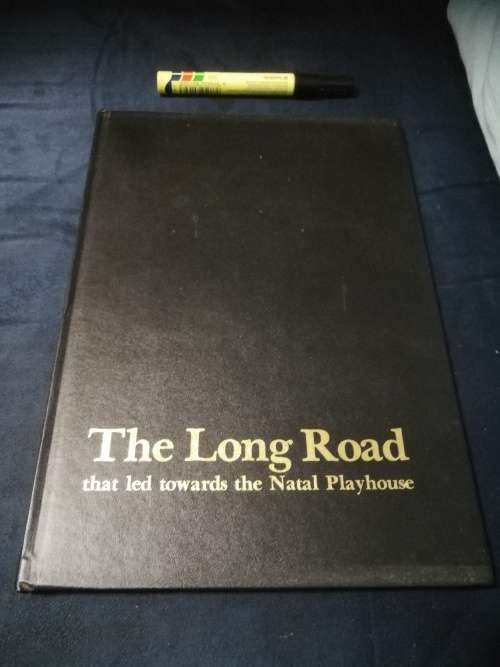 The Long Road
that led towards the Natal Playhouse